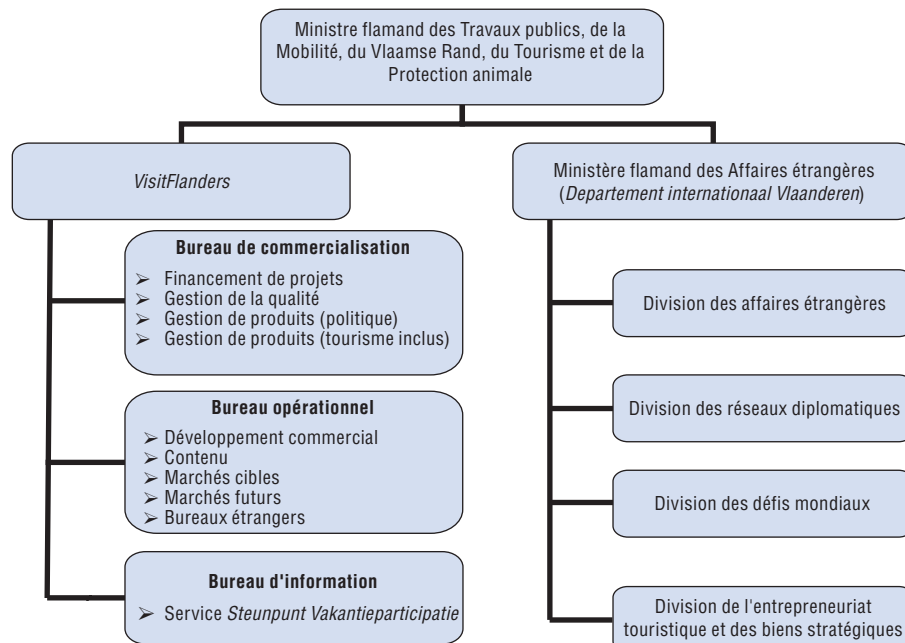 Ministre flamand des Travaux publics, de la
Mobilité, du Vlaamse Rand, du Tourisme et de la
Protection animale
VisitFlanders
Bureau de commercialisation
➢ Financement de projets
➢ Gestion de la qualité
➢ Gestion de produits (politique)
➢ Gestion de produits (tourisme inclus)
Bureau opérationnel
➢ Développement commercial
➢ Contenu
➢ Marchés cibles
➢ Marchés futurs
➢ Bureaux étrangers
Bureau d'information
➢ Service Steunpunt Vakantieparticipatie
Ministère flamand des Affaires étrangères
(Departement internationaal Vlaanderen)
Division des affaires étrangères
Division des réseaux diplomatiques
Division des défis mondiaux
Division de l'entrepreneuriat
touristique et des biens stratégiques